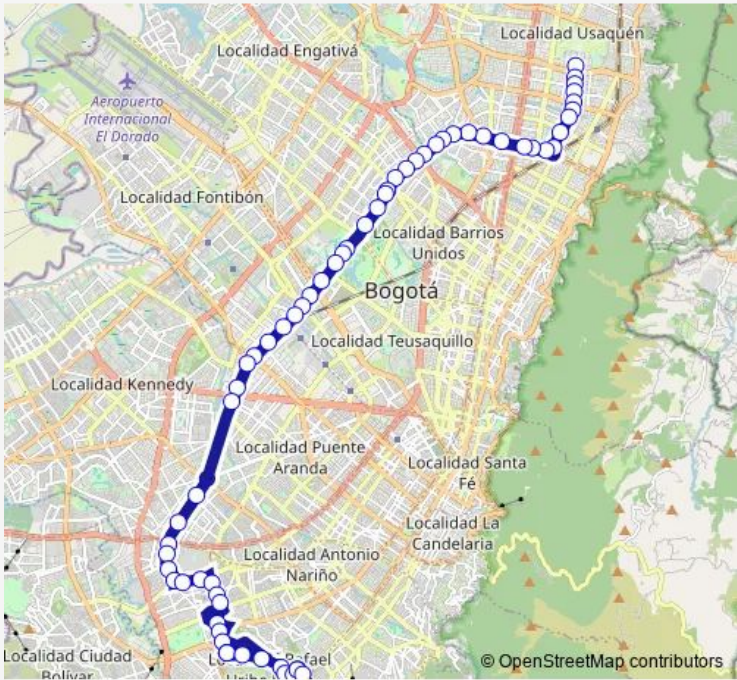 Localidad Usaquén
Localidad Engativá
Aeropuerto
Internacional
El Dorado
Localidad Fontibón
Localidad Barrios
Unidos
Bogotá
Localidad Teusaquillo
Localidad Kennedy
Localidad Puente
Aranda
Localidad Santa
Fé
Localidad La
Candelaria
Localidad Antonio
Nariño
Localidad Ciudad
Bolívar
© OpenStreetMap contributors